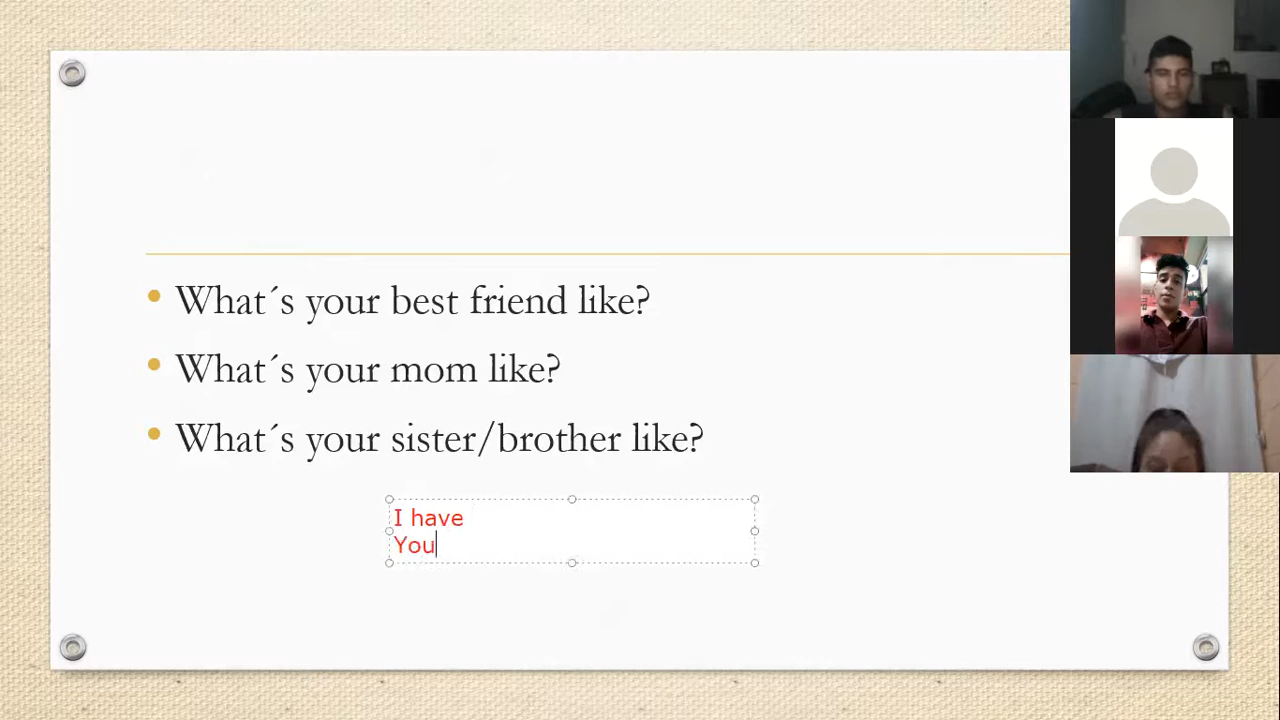 • What´s your best friend like?
• What´s your mom like?
• What´s your sister/brother like?
I have
You